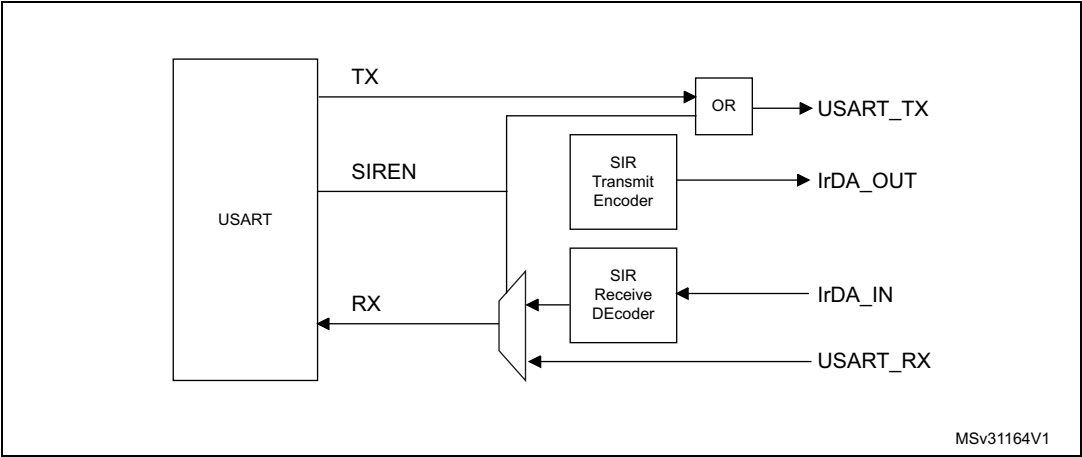 TX
OR
USART_TX
SIREN
SIR
Transmit
Encoder
IrDA_OUT
USART
SIR
Receive
DEcoder
IrDA_IN
RX
USART_RX
MSv31164V1